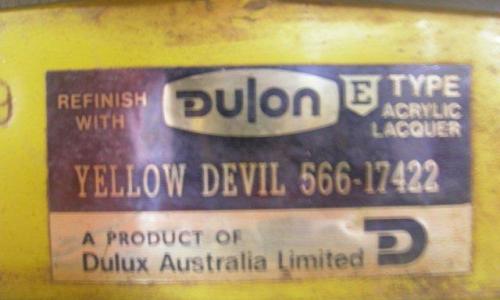 REFINISH WITH
Dulon
E TYPE
ACRYLIC
LACQUER
YELLOW DEVIL 566-17422
A PRODUCT OF
Dulux Australia Limited
D